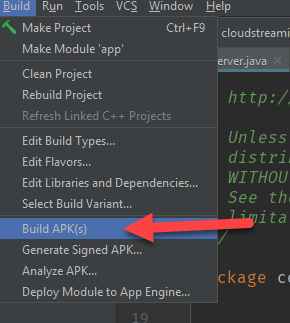 Build Run Tools VCS Window
Make Project Ctrl+F9
Make Module 'app'
Clean Project
Rebuild Project
Refresh Linked C++ Projects
Edit Build Types...
Edit Flavors...
Edit Libraries and Dependencies...
Select Build Variant...
Build APK(s)
Generate Signed APK...
Analyze APK...
Deploy Module to App Engine...
cloudstreami
erver.java
http:/
Unless
distri
WITHOU
See th
limita
/
ckage co
19